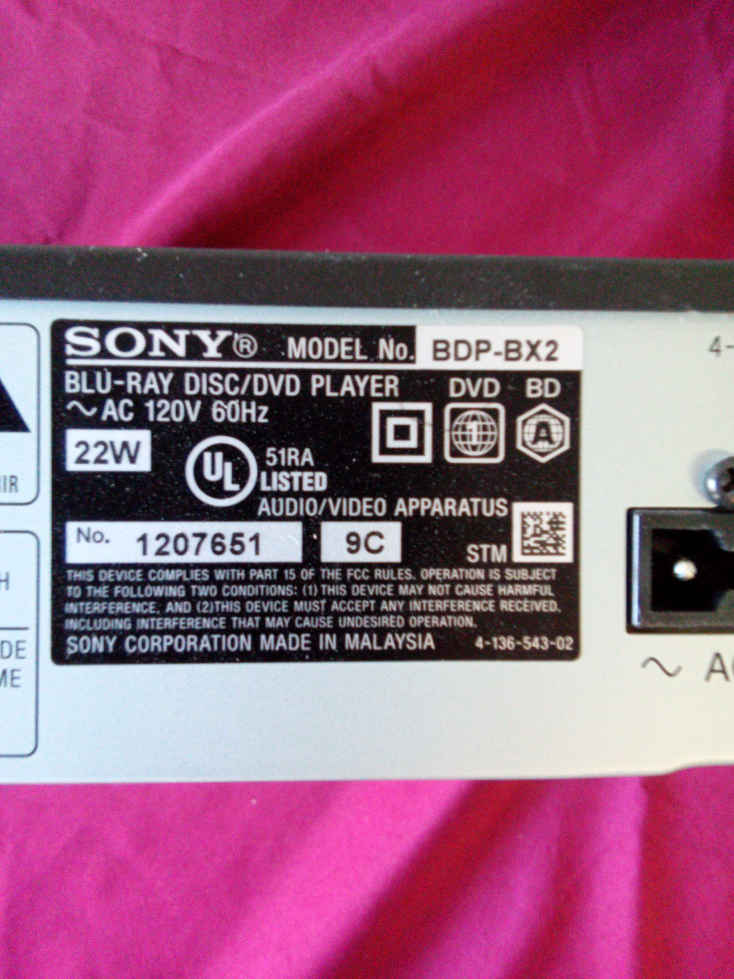 SONY® MODEL No. BDP-BX2
BLU-RAY DISC/DVD PLAYER DVD BD
~ AC 120V 60Hz
1 A
22W
UL 51RA
LISTED
AUDIO/VIDEO APPARATUS
No. 1207651 9C STM
THIS DEVICE COMPLIES WITH PART 15 OF THE FCC RULES. OPERATION IS SUBJECT
TO THE FOLLOWING TWO CONDITIONS: (1) THIS DEVICE MAY NOT CAUSE HARMFUL
INTERFERENCE, AND (2)THIS DEVICE MUST ACCEPT ANY INTERFERENCE RECEIVED,
INCLUDING INTERFERENCE THAT MAY CAUSE UNDESIRED OPERATION.
SONY CORPORATION MADE IN MALAYSIA 4-136-543-02
4-
~ AC